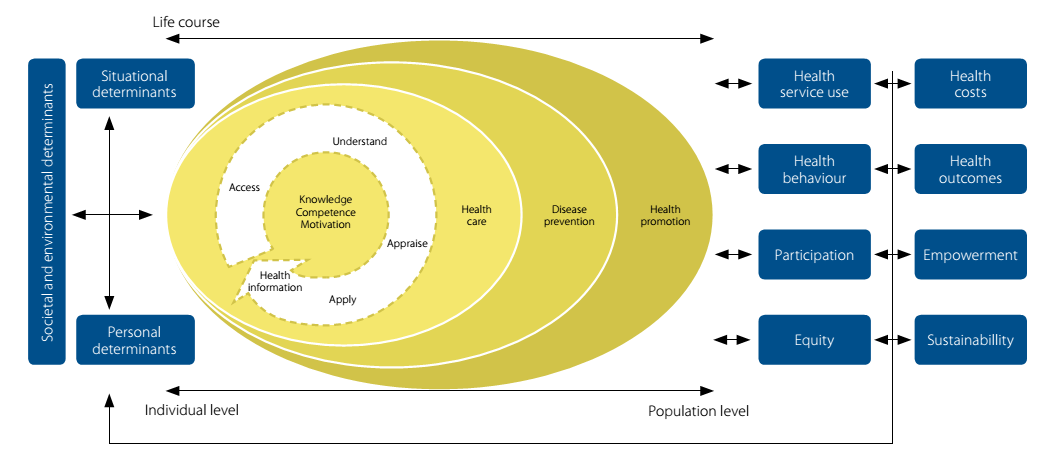 Life course
Societal and environmental determinants
Situational
determinants
Personal
determinants
Understand
Access
Knowledge
Competence
Motivation
Appraise
Health
information
Apply
Health
care
Disease
prevention
Health
promotion
Health
service use
Health
costs
Health
behaviour
Health
outcomes
Participation
Empowerment
Equity
Sustainabillity
Individual level
Population level